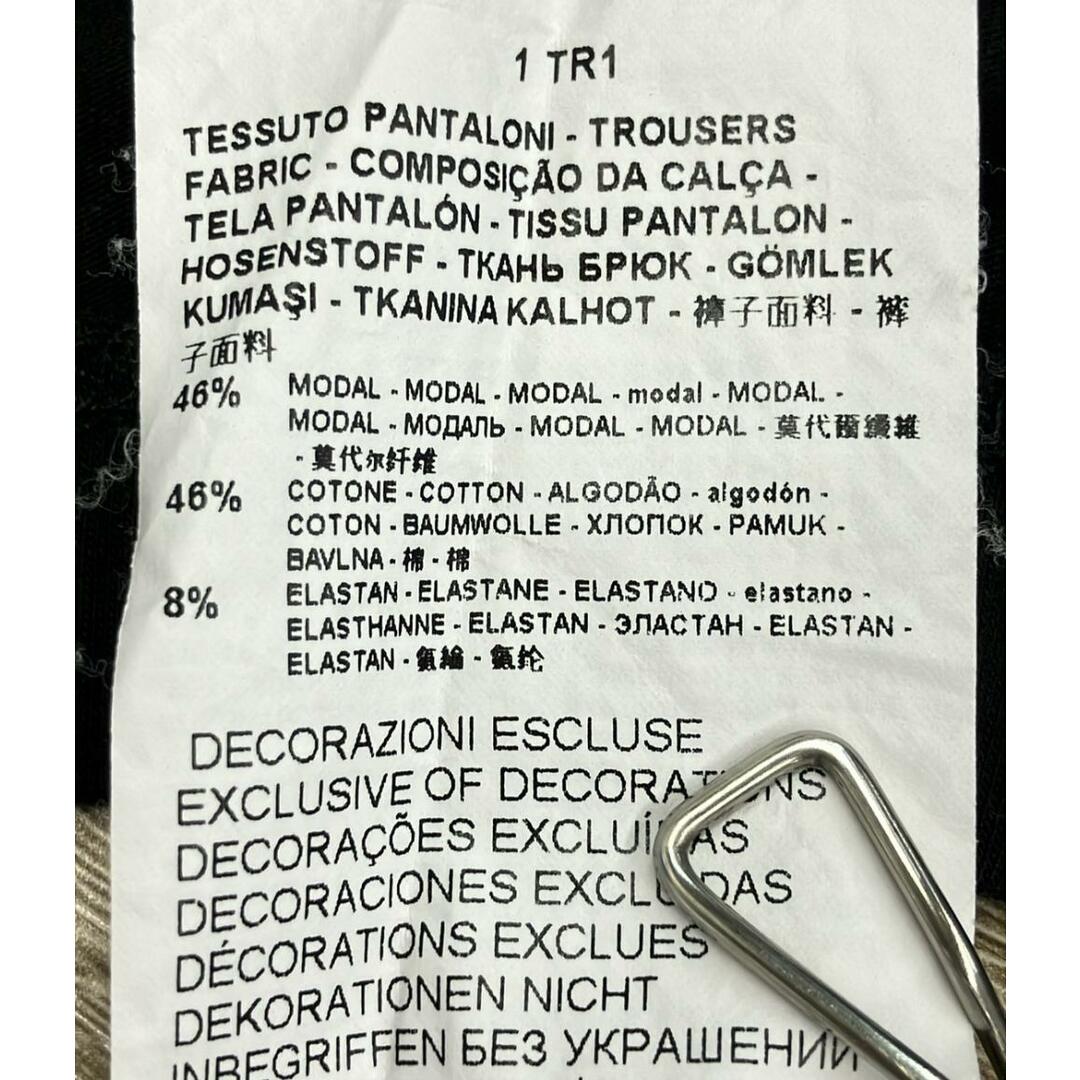 1 TR1
TESSUTO PANTALONI - TROUSERS
FABRIC - COMPOSIÇÃO DA CALÇA -
TELA PANTALÓN - TISSU PANTALON -
HOSENSTOFF - ТКАНЬ БРЮК - GÖMLEK
KUMAŞI - TKANINA KALHOT - 褲子面料 - 裤
子面料
46% MODAL - MODAL - MODAL - modal - MODAL -
MODAL - МОДАЛЬ - MODAL - MODAL - 莫代爾纖維
- 莫代尔纤维
46% COTONE - COTTON - ALGODÃO - algodón -
COTON - BAUMWOLLE - ХЛОПОК - PAMUK -
BAVLNA - 棉 - 棉
8% ELASTAN - ELASTANE - ELASTANO - elastano -
ELASTHANNE - ELASTAN - ЭЛАСТАН - ELASTAN -
ELASTAN - 氨綸 - 氨纶
DECORAZIONI ESCLUSE
EXCLUSIVE OF DECORATIONS
DECORAÇÕES EXCLUÍDAS
DECORACIONES EXCLUIDAS
DÉCORATIONS EXCLUES
DEKORATIONEN NICHT
INBEGRIFFEN БЕЗ УКРАШЕНИЙ